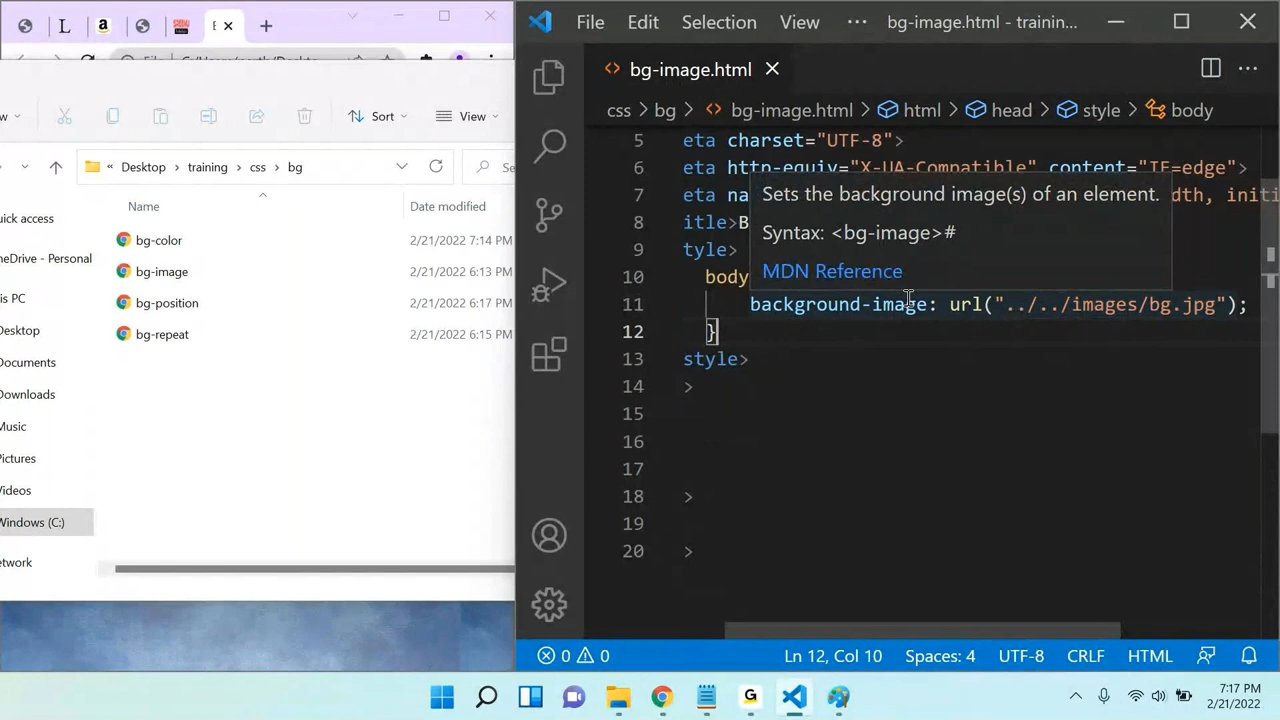 L
a
E
File
Sort
View
Desktop
training
css
bg
Se
Name
Date modified
bg-color
2/21/2022 7:14 PM
bg-image
2/21/2022 6:13 PM
bg-position
2/21/2022 6:17 PM
bg-repeat
2/21/2022 6:15 PM
uick access
neDrive - Personal
is PC
Desktop
Documents
Downloads
Music
Pictures
Videos
Windows (C:)
etwork
File Edit Selection View ··· bg-image.html - trainin...
bg-image.html
css > bg > bg-image.html > html > head > style > body
5 eta charset="UTF-8">
6 eta http-equiv="X-UA-Compatible" content="IE=edge">
7 eta na dth, initi
8 itle>B
9 tyle>
10 body
11 background-image: url("../../images/bg.jpg");
12 }
13 style>
14 >
15
16
17
18 >
19
20 >
Sets the background image(s) of an element.
Syntax: <bg-image>#
MDN Reference
0 0 Ln 12, Col 10 Spaces: 4 UTF-8 CRLF HTML
G
7:17 PM
2/21/2022